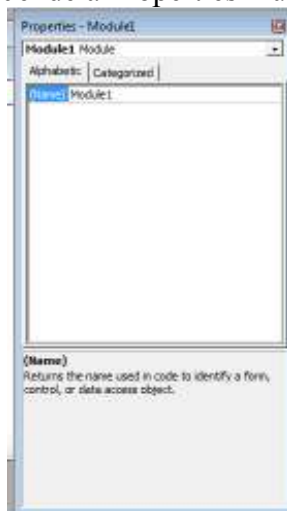 Properties - Module1
Module1 Module
Alphabetic Categorized
(Name) Module1
(Name)
Returns the name used in code to identify a form,
control, or data access object.